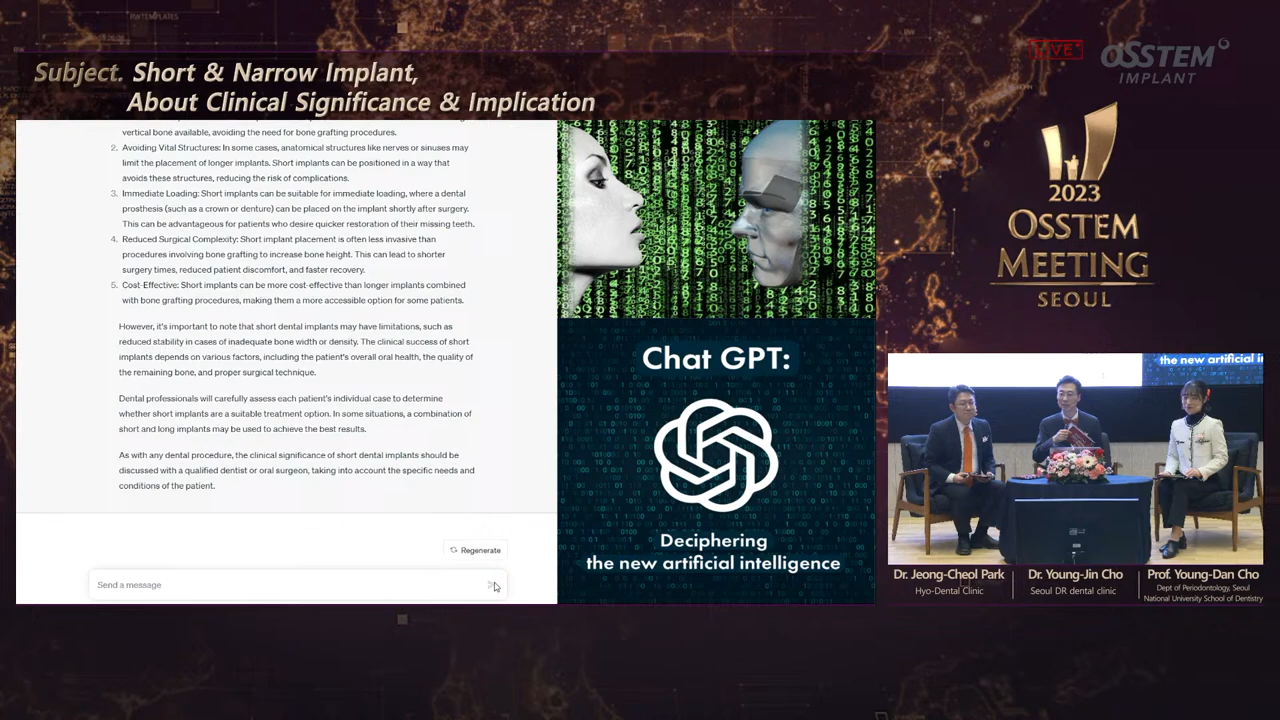 RWTEMPLATES
LIVE
OSSTEM
IMPLANT
Subject. Short & Narrow Implant,
About Clinical Significance & Implication
vertical bone available, avoiding the need for bone grafting procedures.
2. Avoiding Vital Structures: In some cases, anatomical structures like nerves or sinuses may
limit the placement of longer implants. Short implants can be positioned in a way that
avoids these structures, reducing the risk of complications.
3. Immediate Loading: Short implants can be suitable for immediate loading, where a dental
prosthesis (such as a crown or denture) can be placed on the implant shortly after surgery.
This can be advantageous for patients who desire quicker restoration of their missing teeth.
4. Reduced Surgical Complexity: Short implant placement is often less invasive than
procedures involving bone grafting to increase bone height. This can lead to shorter
surgery times, reduced patient discomfort, and faster recovery.
5. Cost-Effective: Short implants can be more cost-effective than longer implants combined
with bone grafting procedures, making them a more accessible option for some patients.
However, it's important to note that short dental implants may have limitations, such as
reduced stability in cases of inadequate bone width or density. The clinical success of short
implants depends on various factors, including the patient's overall oral health, the quality of
the remaining bone, and proper surgical technique.
Dental professionals will carefully assess each patient's individual case to determine
whether short implants are a suitable treatment option. In some situations, a combination of
short and long implants may be used to achieve the best results.
As with any dental procedure, the clinical significance of short dental implants should be
discussed with a qualified dentist or oral surgeon, taking into account the specific needs and
conditions of the patient.
Regenerate
Send a message
Chat GPT:
Deciphering
the new artificial intelligence
2023
OSSTEM
MEETING
SEOUL
the new artificial i
Dr. Jeong-Cheol Park
Hyo-Dental Clinic
Dr. Young-Jin Cho
Seoul DR dental clinic
Prof. Young-Dan Cho
Dept of Periodontology, Seoul
National University School of Dentistry